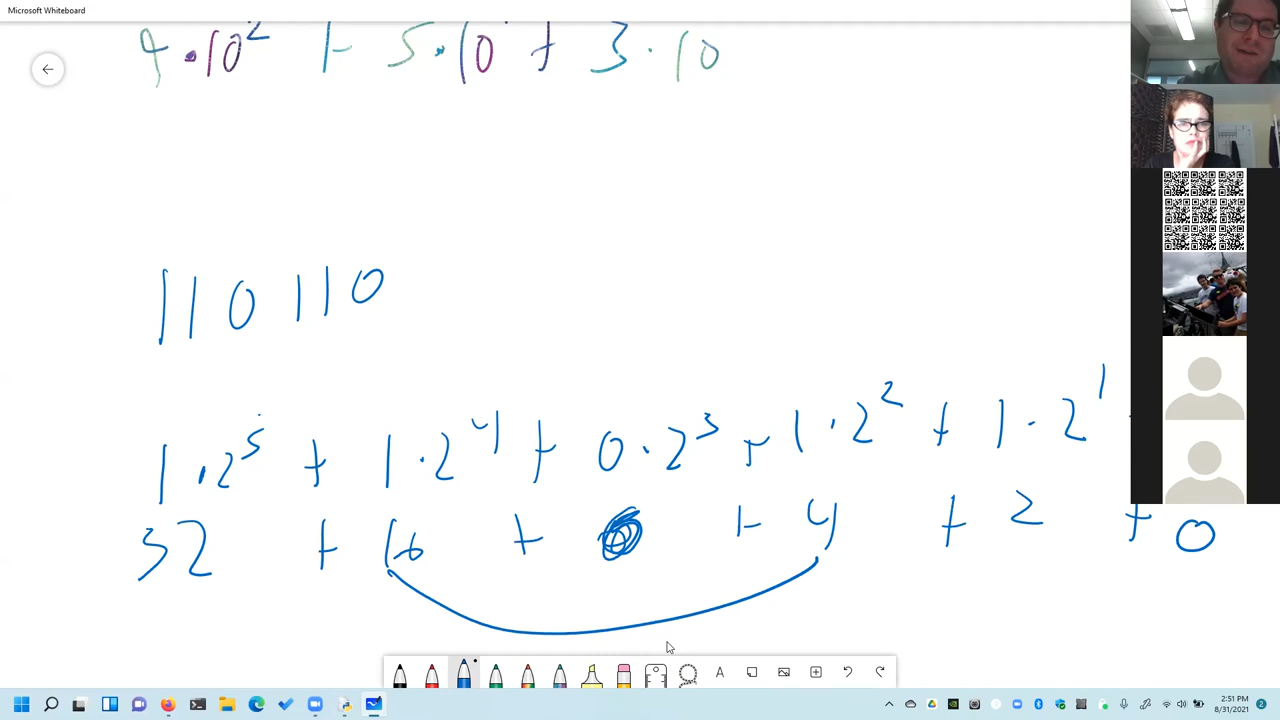 Microsoft Whiteboard
4·10² + 5·10 + 3·10
110110
1·2⁵ + 1·2⁴ + 0·2³ + 1·2² + 1·2¹
32 + 16 + + 4 + 2 + 0
A
2:51 PM
8/31/2021
2